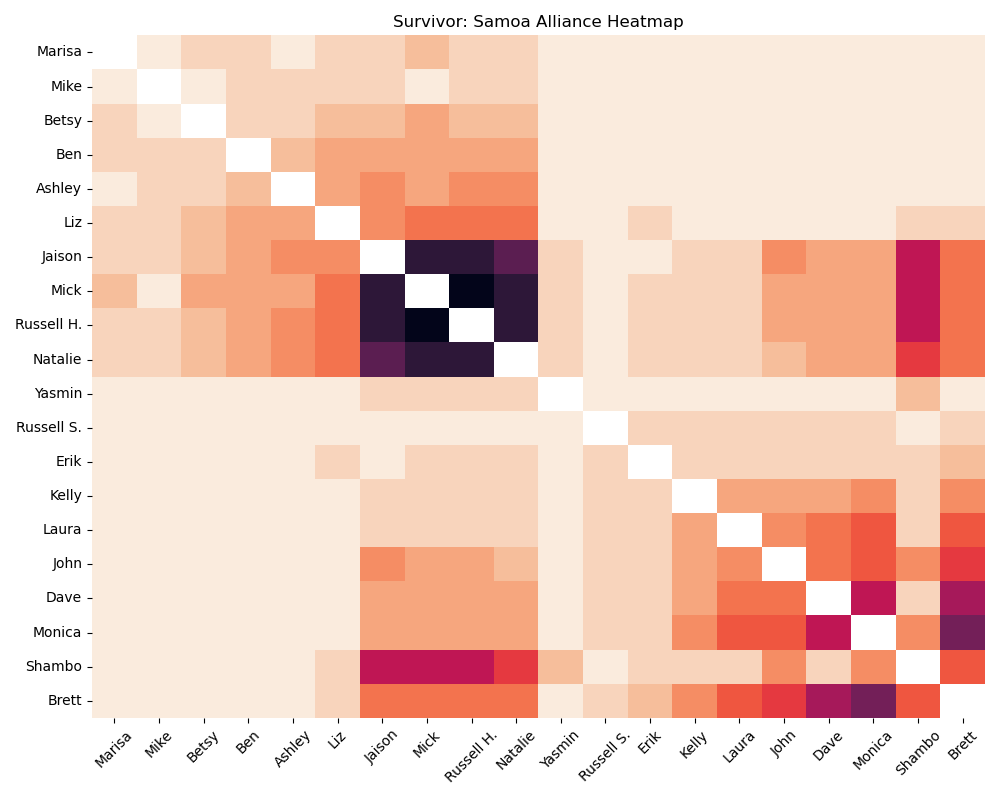 Survivor: Samoa Alliance Heatmap
Marisa
Mike
Betsy
Ben
Ashley
Liz
Jaison
Mick
Russell H.
Natalie
Yasmin
Russell S.
Erik
Kelly
Laura
John
Dave
Monica
Shambo
Brett
Marisa
Mike
Betsy
Ben
Ashley
Liz
Jaison
Mick
Russell H.
Natalie
Yasmin
Russell S.
Erik
Kelly
Laura
John
Dave
Monica
Shambo
Brett